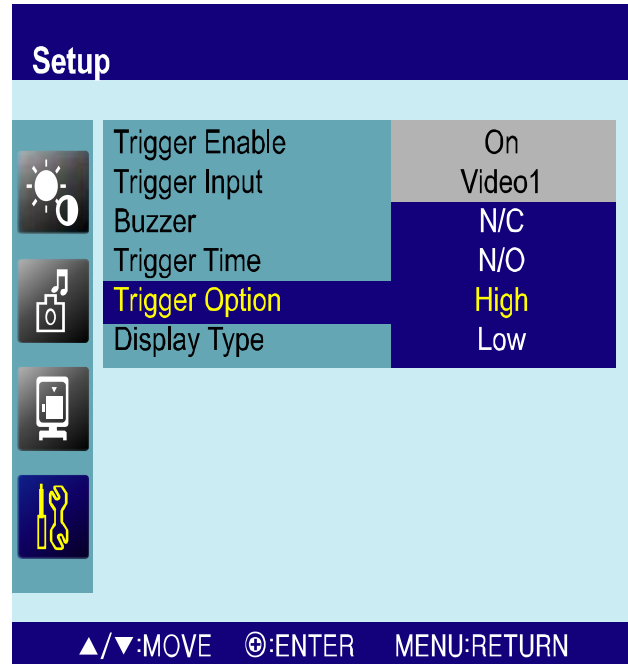 Setup
Trigger Enable On
Trigger Input Video1
Buzzer N/C
Trigger Time N/O
Trigger Option High
Display Type Low
▲/▼:MOVE ⊕:ENTER MENU:RETURN